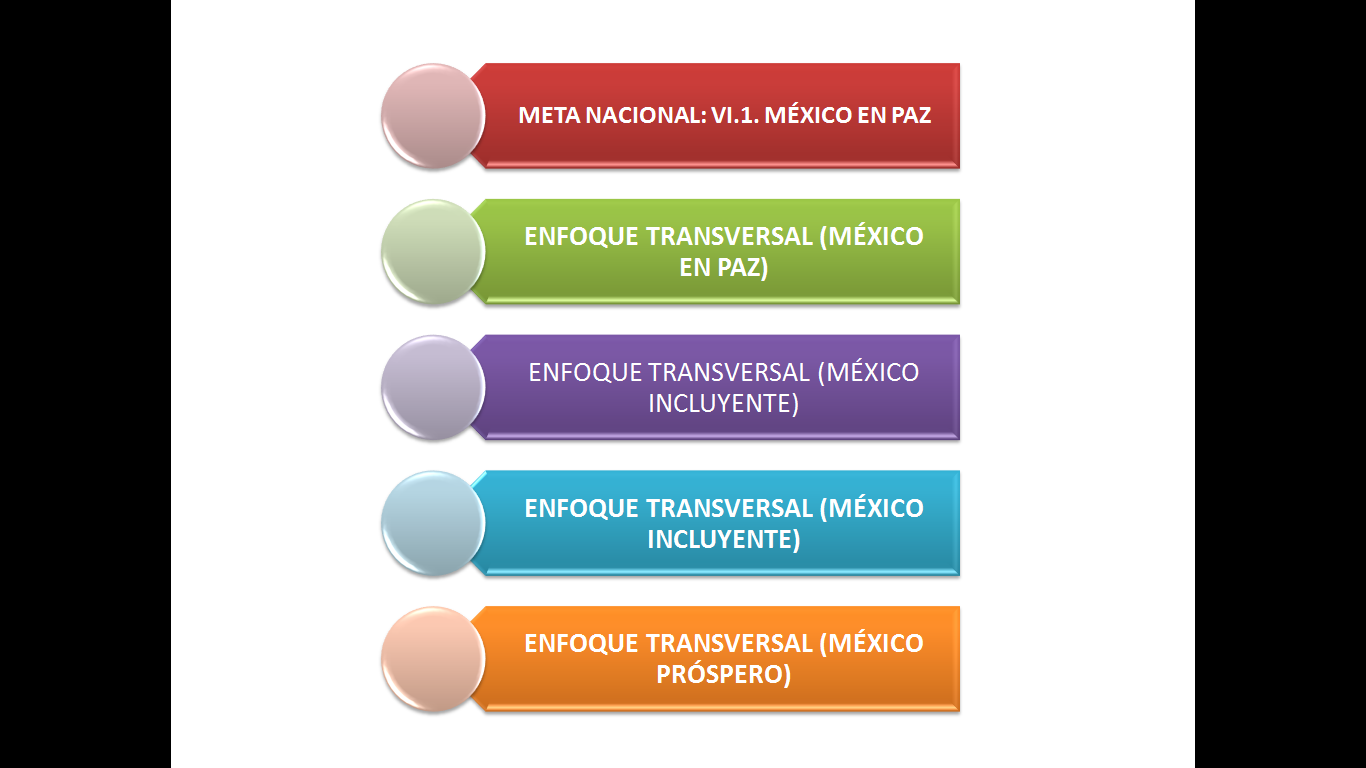 META NACIONAL: VI.1. MÉXICO EN PAZ
ENFOQUE TRANSVERSAL (MÉXICO
EN PAZ)
ENFOQUE TRANSVERSAL (MÉXICO
INCLUYENTE)
ENFOQUE TRANSVERSAL (MÉXICO
INCLUYENTE)
ENFOQUE TRANSVERSAL (MÉXICO
PRÓSPERO)